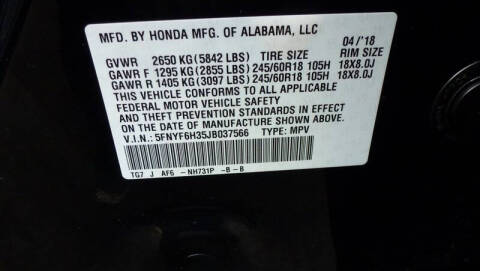 MFD. BY HONDA MFG. OF ALABAMA, LLC
04/'18
GVWR 2650 KG(5842 LBS) TIRE SIZE RIM SIZE
GAWR F 1295 KG(2855 LBS) 245/60R18 105H 18X8.0J
GAWR R 1405 KG(3097 LBS) 245/60R18 105H 18X8.0J
THIS VEHICLE CONFORMS TO ALL APPLICABLE
FEDERAL MOTOR VEHICLE SAFETY
AND THEFT PREVENTION STANDARDS IN EFFECT
ON THE DATE OF MANUFACTURE SHOWN ABOVE.
V.I.N.: 5FNYF6H35JB037566 TYPE: MPV
TG7 J AF6 -NH731P -B-B